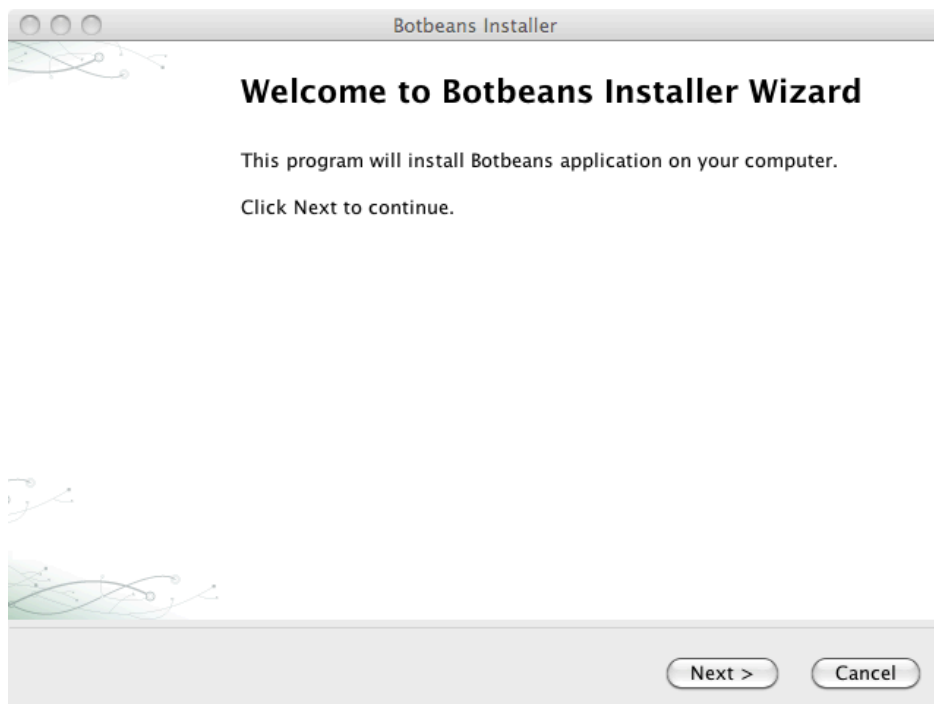 Botbeans Installer
Welcome to Botbeans Installer Wizard
This program will install Botbeans application on your computer.
Click Next to continue.
Next >
Cancel